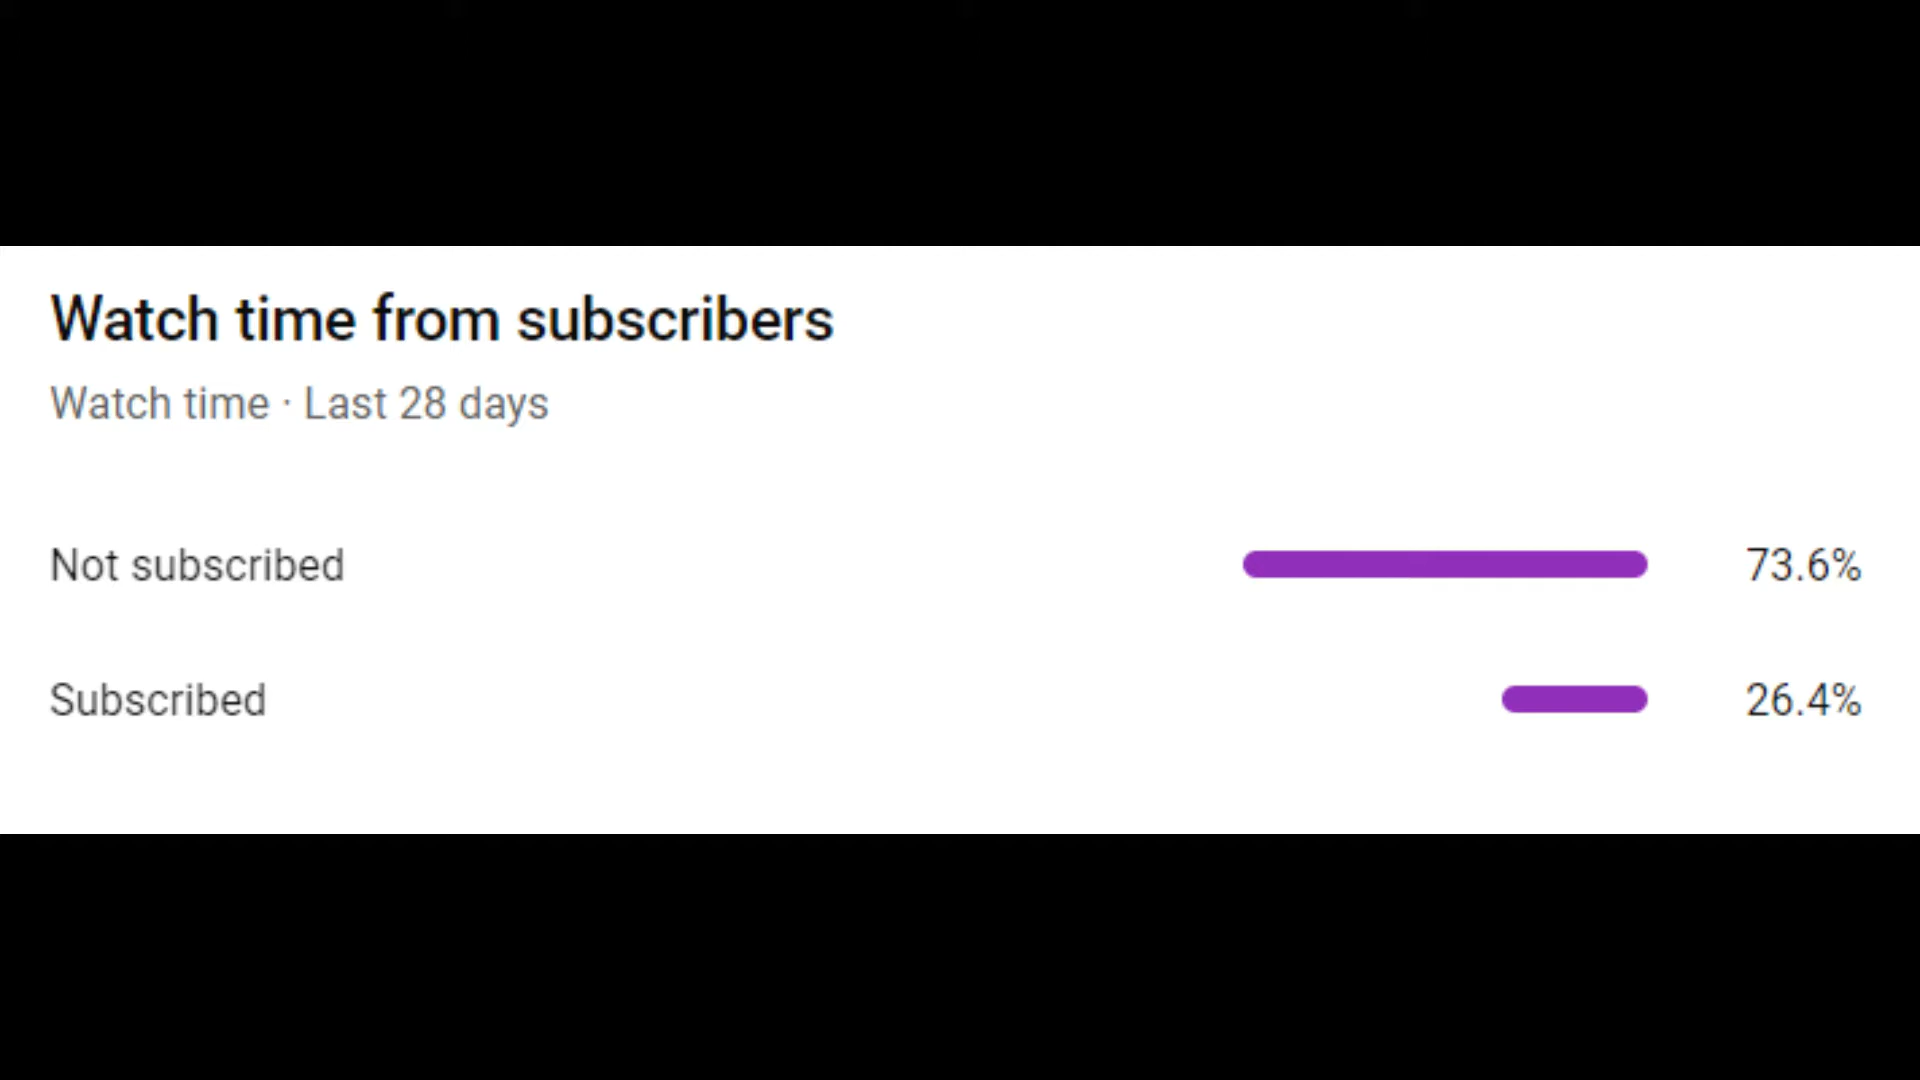 Watch time from subscribers
Watch time · Last 28 days
Not subscribed 73.6%
Subscribed 26.4%